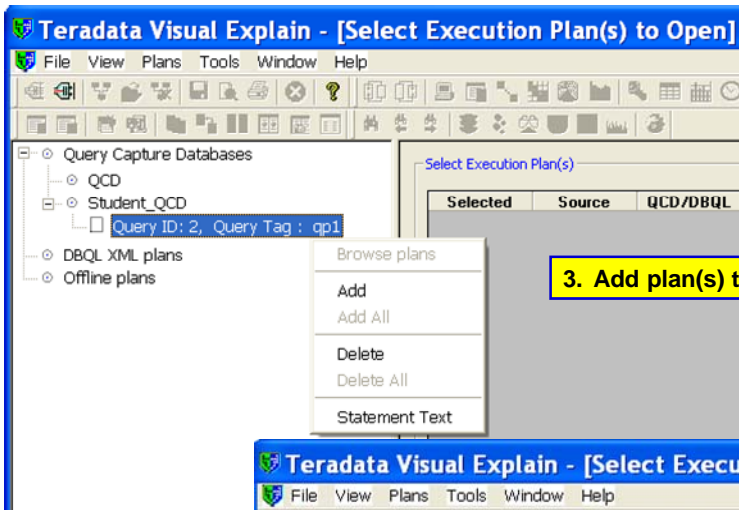 Teradata Visual Explain - [Select Execution Plan(s) to Open]
File View Plans Tools Window Help
Query Capture Databases
QCD
Student_QCD
Query ID: 2, Query Tag : qp1
DBQL XML plans
Offline plans
Select Execution Plan(s)
Selected Source QCD/DBQL
Browse plans
Add
Add All
Delete
Delete All
Statement Text
3. Add plan(s) t
Teradata Visual Explain - [Select Execu
File View Plans Tools Window Help